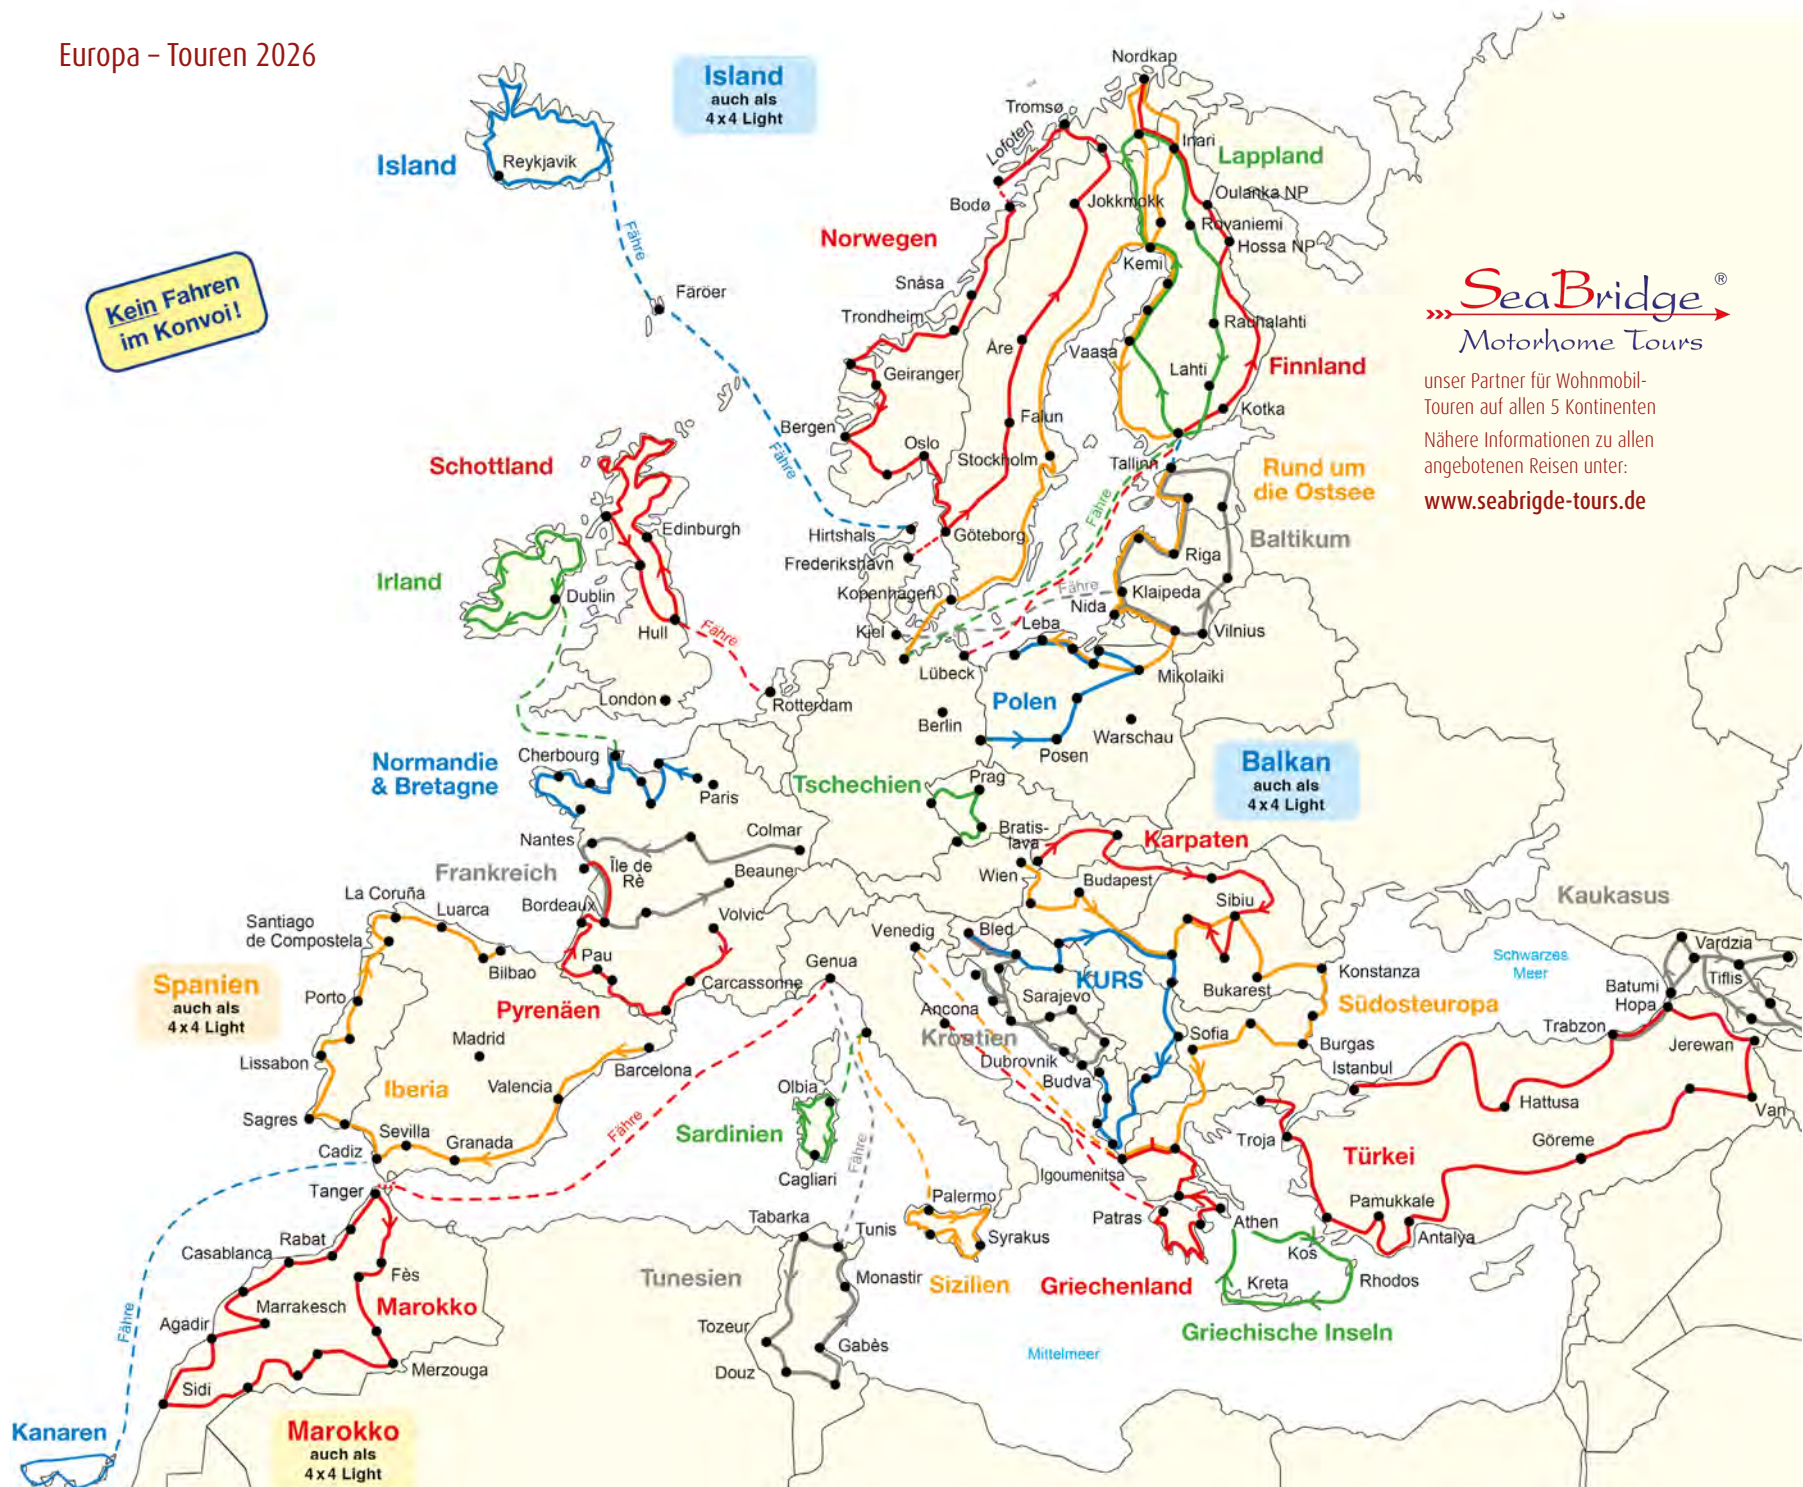 Europa – Touren 2026
Island
auch als
4x4 Light
Nordkap
Tromsø
Lofoten
Inari
Island
Reykjavik
Lappland
Oulanka NP
Bodø
Jokkmokk
Rovaniemi
Fähre
Norwegen
Hossa NP
Kemi
Kein Fahren
im Konvoi!
Färöer
Snåsa
SeaBridge®
Motorhome Tours
Trondheim
Rauhalahti
Åre
Vaasa
Geiranger
Lahti
Finnland
unser Partner für Wohnmobil-
Touren auf allen 5 Kontinenten
Nähere Informationen zu allen
angebotenen Reisen unter:
www.seabrigde-tours.de
Kotka
Falun
Bergen
Oslo
Fähre
Stockholm
Schottland
Tallinn
Rund um
die Ostsee
Fähre
Edinburgh
Hirtshals
Göteborg
Baltikum
Frederikshavn
Riga
Irland
Dublin
Kopenhagen
Fähre
Klaipeda
Nida
Hull
Fähre
Kiel
Leba
Vilnius
Lübeck
Mikolaiki
London
Rotterdam
Polen
Berlin
Warschau
Posen
Cherbourg
Normandie
& Bretagne
Paris
Tschechien
Prag
Balkan
auch als
4x4 Light
Nantes
Colmar
Bratis-
lava
Karpaten
Frankreich
Île de
Rè
Beaune
Wien
Budapest
La Coruña
Luarca
Bordeaux
Volvic
Sibiu
Kaukasus
Santiago
de Compostela
Venedig
Bled
Vardzia
Bilbao
Pau
Genua
Schwarzes
Meer
Konstanza
Tiflis
Spanien
auch als
4x4 Light
Porto
Carcassonne
KURS
Bukarest
Batumi
Hopa
Pyrenäen
Sarajevo
Südosteuropa
Ancona
Trabzon
Madrid
Kroatien
Sofia
Burgas
Jerewan
Lissabon
Barcelona
Dubrovnik
Istanbul
Iberia
Valencia
Olbia
Budva
Hattusa
Van
Sagres
Fähre
Sardinien
Troja
Göreme
Sevilla
Granada
Fähre
Cadiz
Türkei
Cagliari
Igoumenitsa
Tanger
Palermo
Pamukkale
Tabarka
Patras
Athen
Rabat
Tunis
Syrakus
Antalya
Casablanca
Kos
Fès
Tunesien
Monastir
Sizilien
Griechenland
Kreta
Rhodos
Marrakesch
Marokko
Fähre
Agadir
Tozeur
Gabès
Griechische Inseln
Mittelmeer
Merzouga
Douz
Sidi
Kanaren
Marokko
auch als
4x4 Light